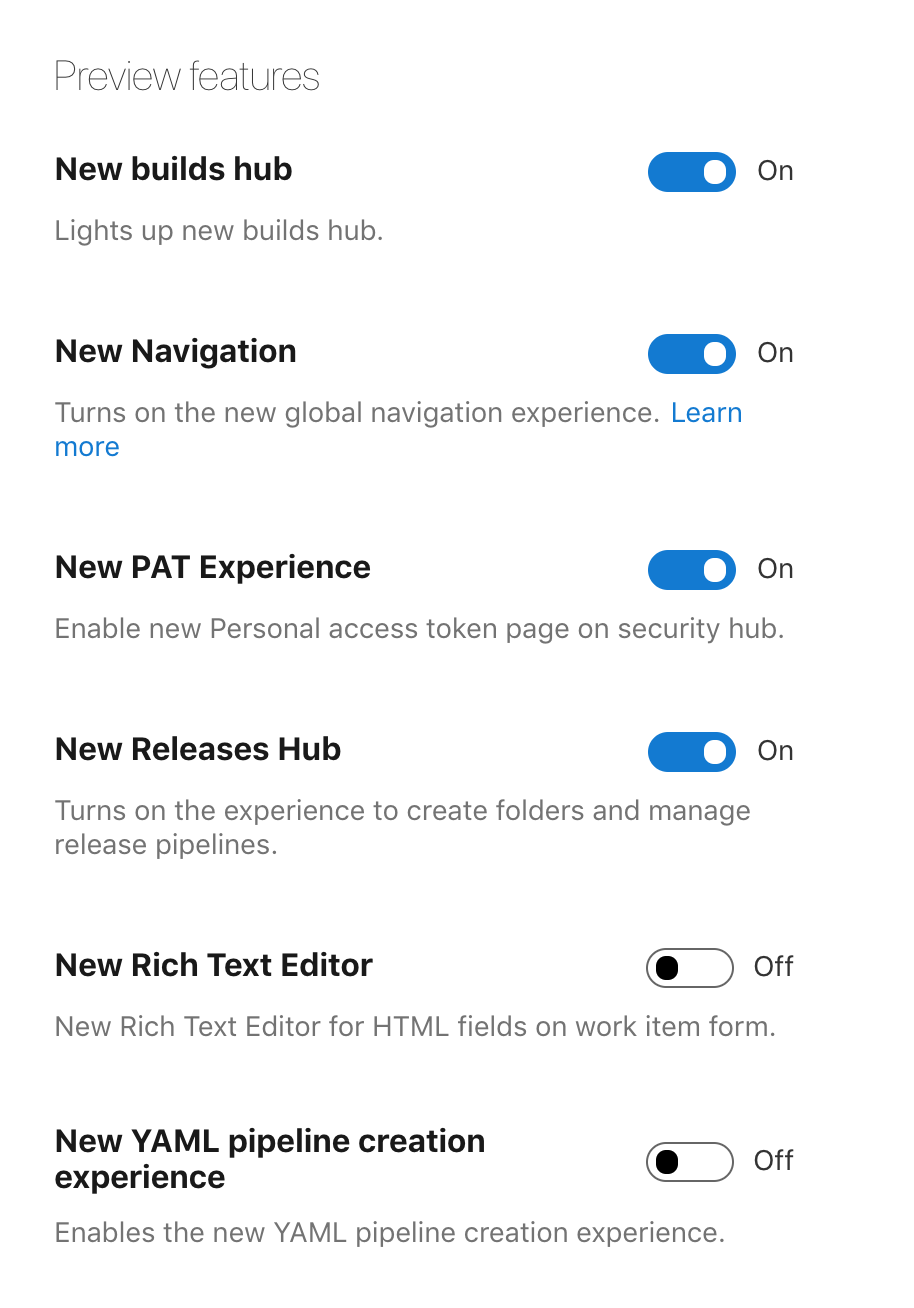 Preview features
New builds hub
On
Lights up new builds hub.
New Navigation
On
Turns on the new global navigation experience. Learn
more
New PAT Experience
On
Enable new Personal access token page on security hub.
New Releases Hub
On
Turns on the experience to create folders and manage
release pipelines.
New Rich Text Editor
Off
New Rich Text Editor for HTML fields on work item form.
New YAML pipeline creation
experience
Off
Enables the new YAML pipeline creation experience.